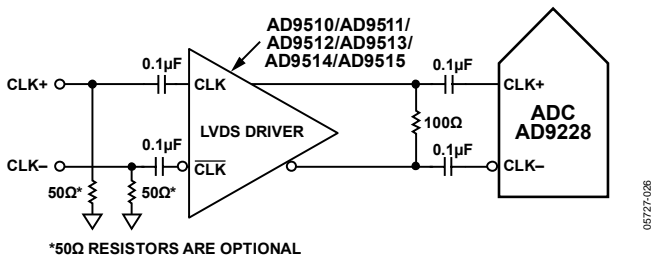 AD9510/AD9511/
AD9512/AD9513/
AD9514/AD9515
0.1µF
0.1µF
CLK+
CLK
CLK+
ADC
AD9228
LVDS DRIVER
100Ω
0.1µF
0.1µF
CLK–
CLK
CLK–
50Ω*
50Ω*
*50Ω RESISTORS ARE OPTIONAL
05727-026